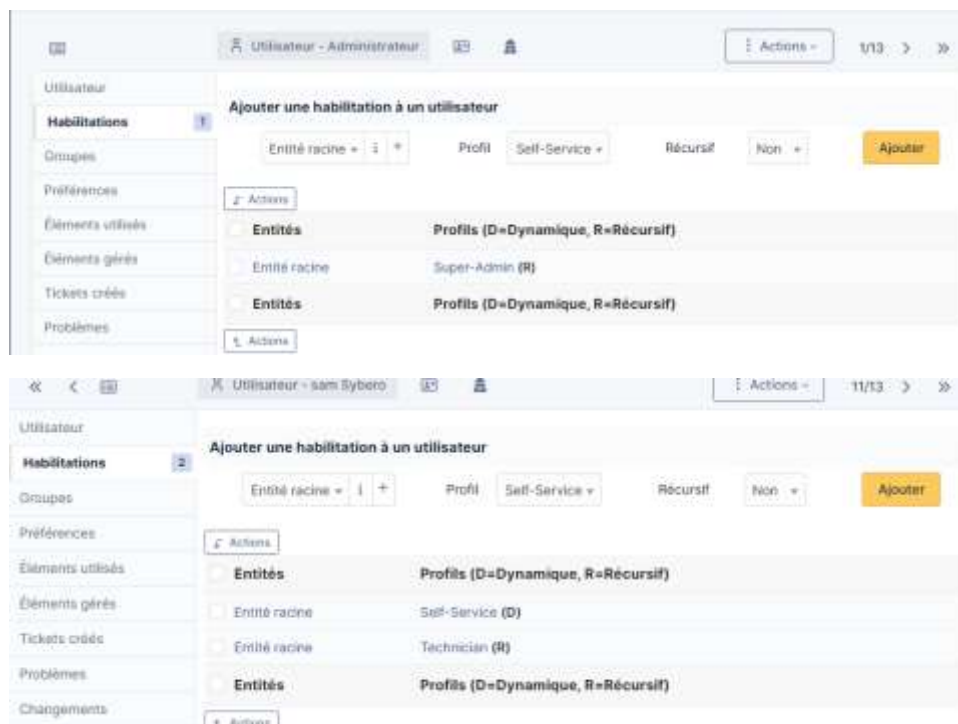 Utilisateur - Administrateur
Actions
1/13
Utilisateur
Habilitations 1
Groupes
Préférences
Éléments utilisés
Éléments gérés
Tickets créés
Problèmes
Ajouter une habilitation à un utilisateur
Entité racine Profil Self-Service Récursif Non Ajouter
Actions
Entités Profils (D=Dynamique, R=Récursif)
Entité racine Super-Admin (R)
Entités Profils (D=Dynamique, R=Récursif)
Actions
Utilisateur - sam Sybero
Actions
11/13
Utilisateur
Habilitations 2
Groupes
Préférences
Éléments utilisés
Éléments gérés
Tickets créés
Problèmes
Changements
Ajouter une habilitation à un utilisateur
Entité racine Profil Self-Service Récursif Non Ajouter
Actions
Entités Profils (D=Dynamique, R=Récursif)
Entité racine Self-Service (D)
Entité racine Technician (R)
Entités Profils (D=Dynamique, R=Récursif)
Actions